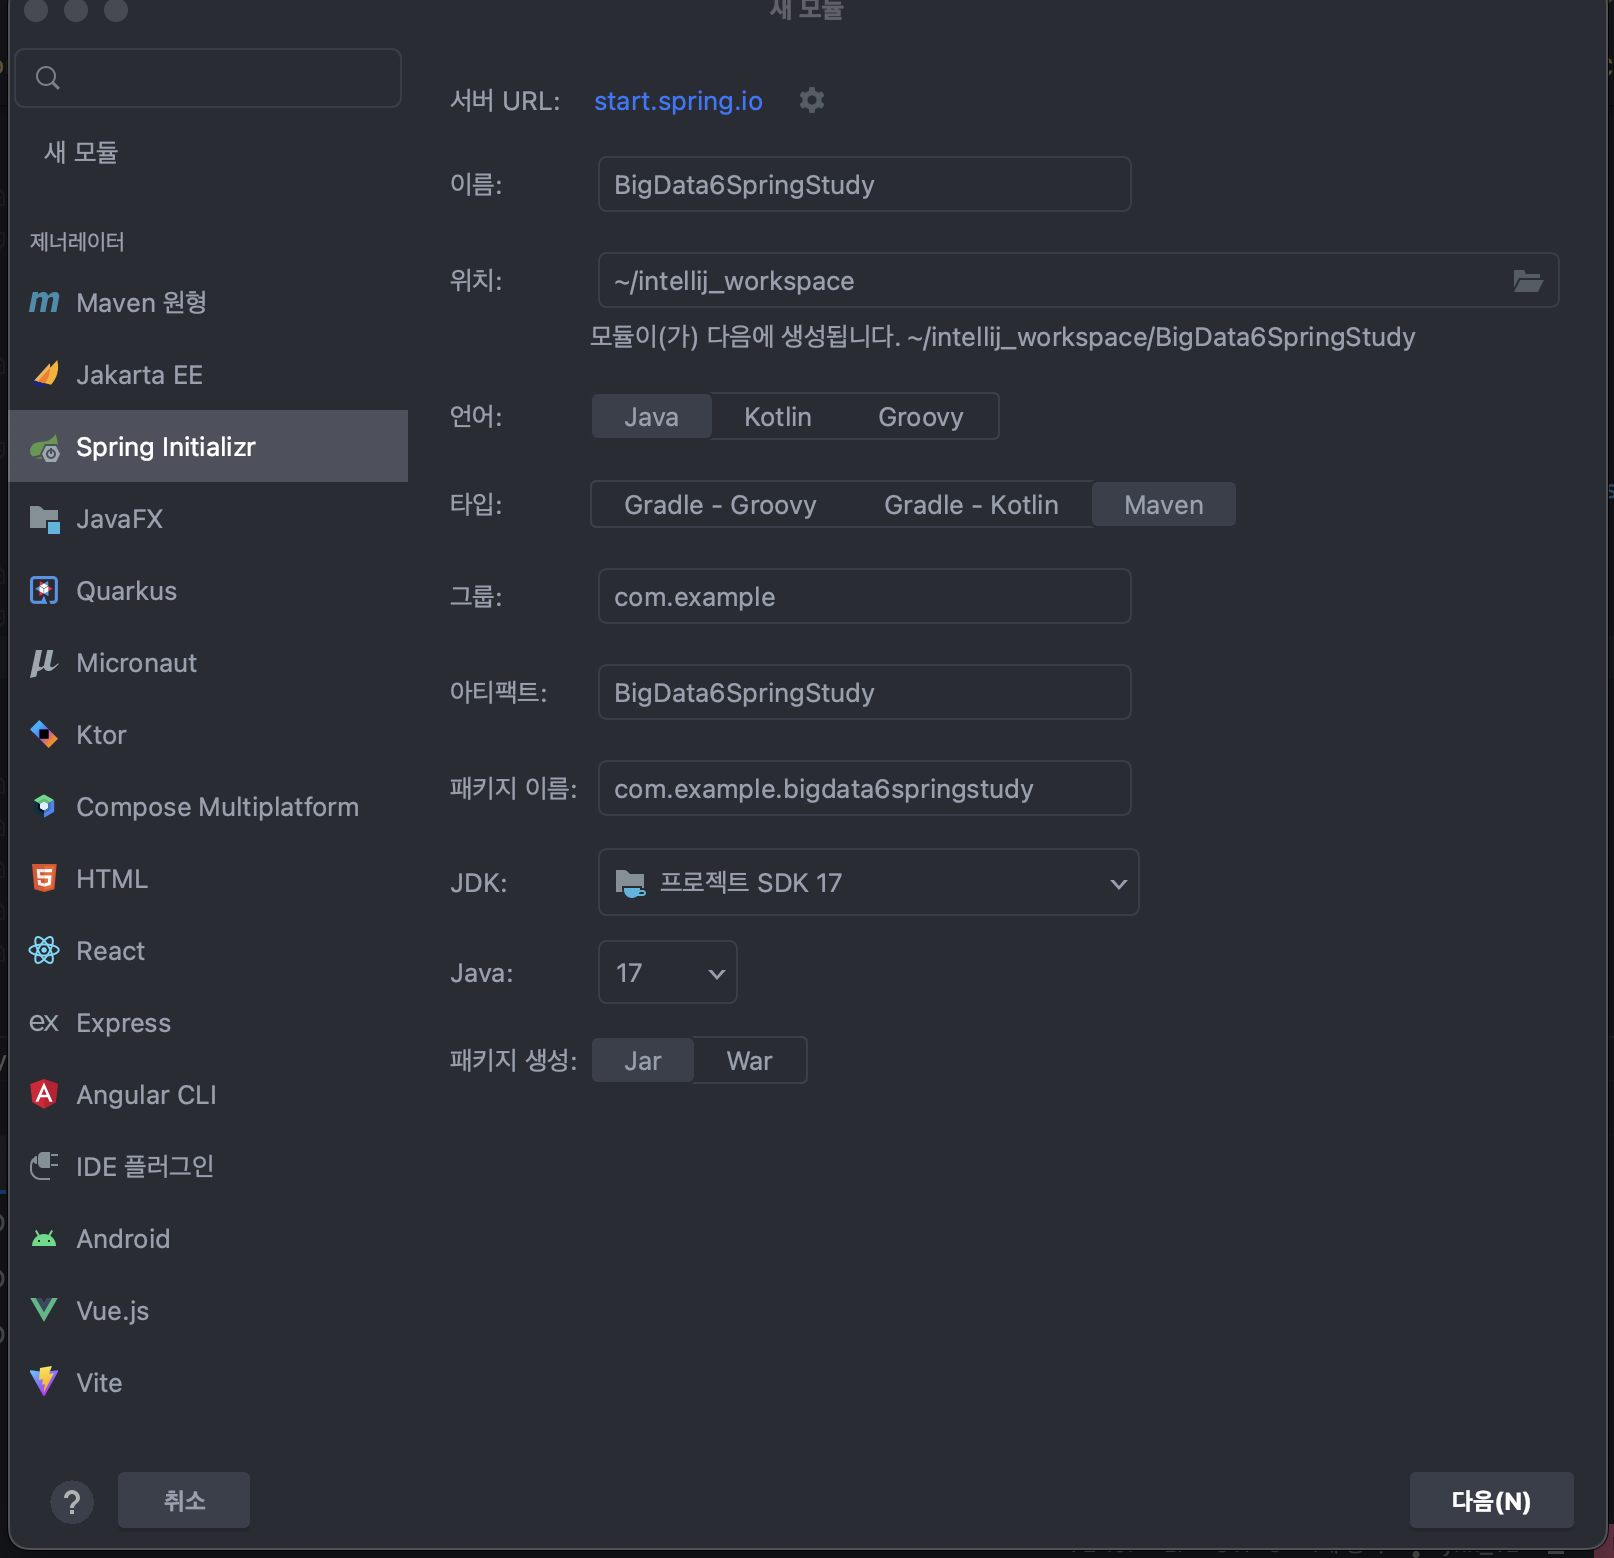 새 모듈
새 모듈
제너레이터
Maven 원형
Jakarta EE
Spring Initializr
JavaFX
Quarkus
Micronaut
Ktor
Compose Multiplatform
HTML
React
ex Express
Angular CLI
IDE 플러그인
Android
Vue.js
Vite
서버 URL: start.spring.io
이름: BigData6SpringStudy
위치: ~/intellij_workspace
모듈이(가) 다음에 생성됩니다. ~/intellij_workspace/BigData6SpringStudy
언어: Java Kotlin Groovy
타입: Gradle - Groovy Gradle - Kotlin Maven
그룹: com.example
아티팩트: BigData6SpringStudy
패키지 이름: com.example.bigdata6springstudy
JDK: 프로젝트 SDK 17
Java: 17
패키지 생성: Jar War
? 취소 다음(N)